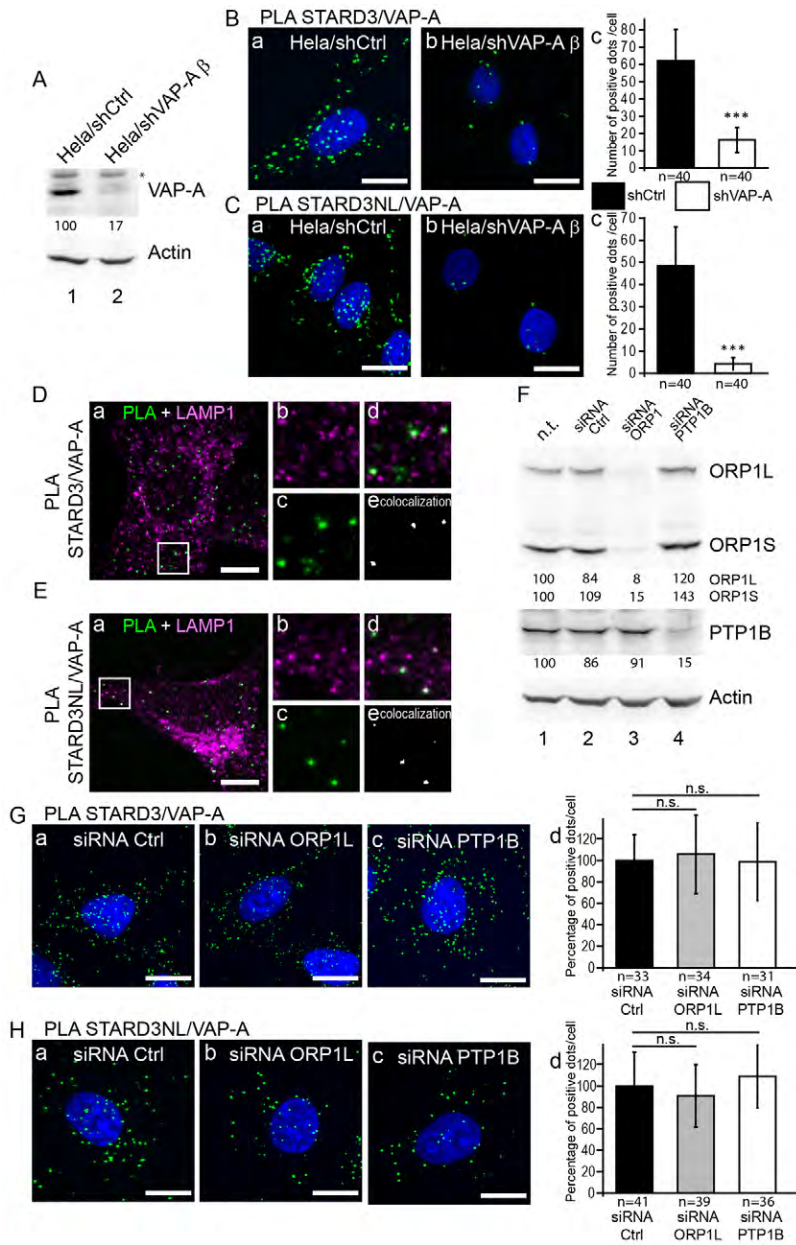 A
Hela/shCtrl
Hela/shVAP-A β
*
VAP-A
100 17
Actin
1 2
B PLA STARD3/VAP-A
a Hela/shCtrl
b Hela/shVAP-A β
c
Number of positive dots /cell
80
70
60
50
40
30
20
10
0
***
n=40 n=40
shCtrl shVAP-A
C PLA STARD3NL/VAP-A
a Hela/shCtrl
b Hela/shVAP-A β
c
Number of positive dots /cell
70
60
50
40
30
20
10
0
***
n=40 n=40
D
PLA
STARD3/VAP-A
a PLA + LAMP1
b
d
c
e colocalization
E
PLA
STARD3NL/VAP-A
a PLA + LAMP1
b
d
c
e colocalization
F
n.t.
siRNA Ctrl
siRNA ORP1
siRNA PTP1B
ORP1L
ORP1S
100 84 8 120 ORP1L
100 109 15 143 ORP1S
PTP1B
100 86 91 15
Actin
1 2 3 4
G PLA STARD3/VAP-A
a siRNA Ctrl
b siRNA ORP1L
c siRNA PTP1B
d
Percentage of positive dots/cell
n.s.
n.s.
120
100
80
60
40
20
0
n=33 n=34 n=31
siRNA siRNA siRNA
Ctrl ORP1L PTP1B
H PLA STARD3NL/VAP-A
a siRNA Ctrl
b siRNA ORP1L
c siRNA PTP1B
d
Percentage of positive dots/cell
n.s.
n.s.
120
100
80
60
40
20
0
n=41 n=39 n=36
siRNA siRNA siRNA
Ctrl ORP1L PTP1B